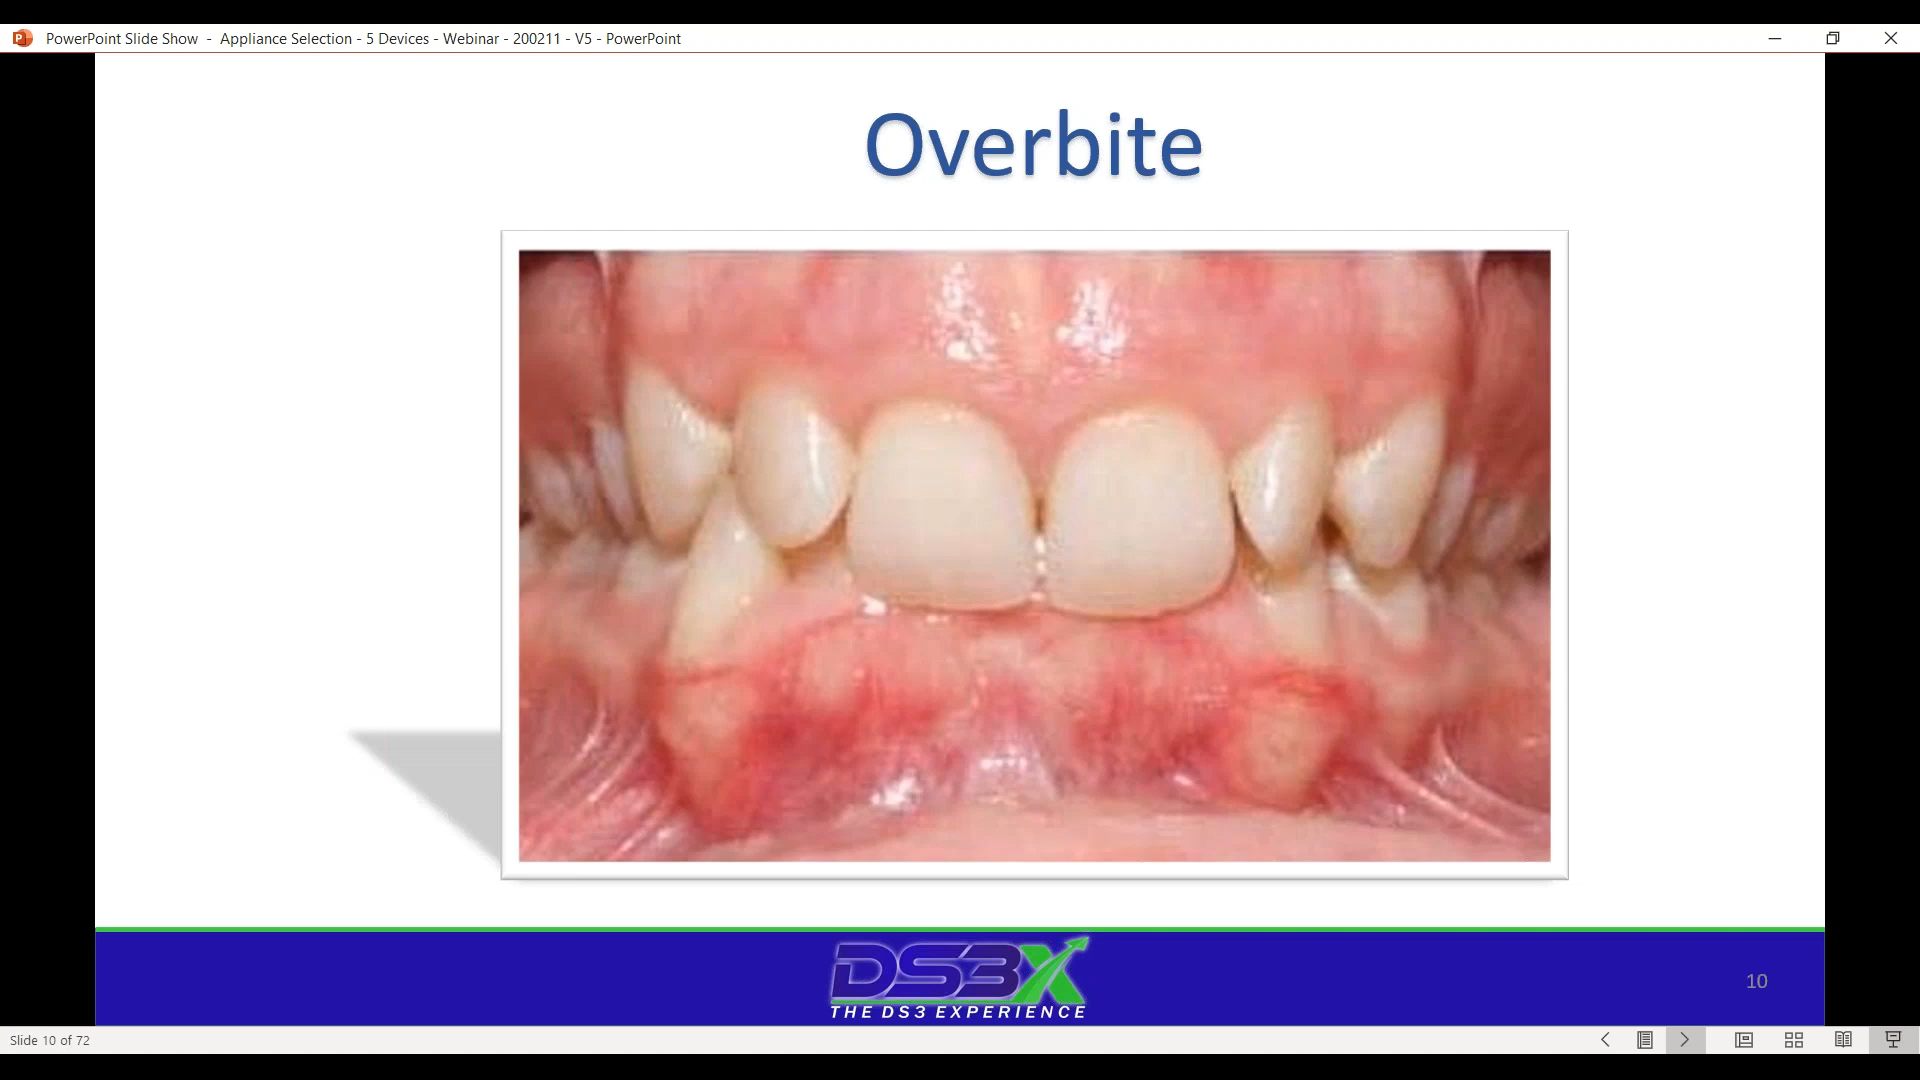 PowerPoint Slide Show - Appliance Selection - 5 Devices - Webinar - 200211 - V5 - PowerPoint
Overbite
DS3X
THE DS3 EXPERIENCE
10
Slide 10 of 72